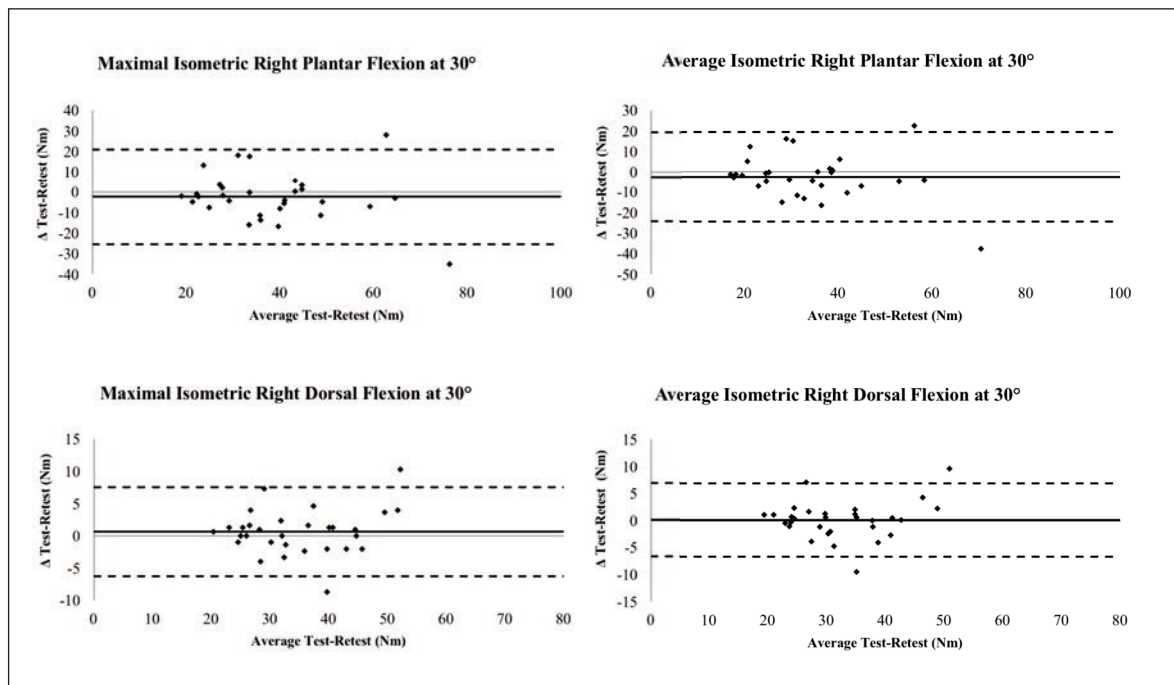 Maximal Isometric Right Plantar Flexion at 30°
40
30
20
10
0
-10
-20
-30
-40
Δ Test-Retest (Nm)
0 20 40 60 80 100
Average Test-Retest (Nm)
Average Isometric Right Plantar Flexion at 30°
30
20
10
0
-10
-20
-30
-40
-50
Δ Test-Retest (Nm)
0 20 40 60 80 100
Average Test-Retest (Nm)
Maximal Isometric Right Dorsal Flexion at 30°
15
10
5
0
-5
-10
Δ Test-Retest (Nm)
0 10 20 30 40 50 60 70 80
Average Test-Retest (Nm)
Average Isometric Right Dorsal Flexion at 30°
15
10
5
0
-5
-10
-15
Δ Test-Retest (Nm)
0 10 20 30 40 50 60 70 80
Average Test-Retest (Nm)